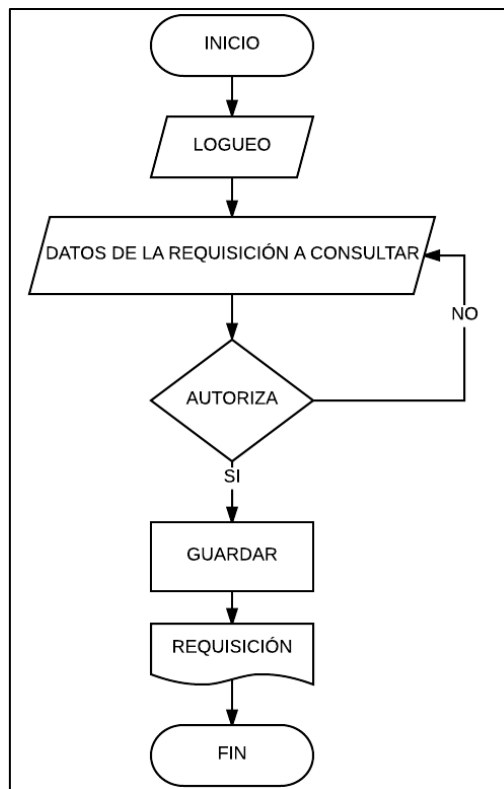 INICIO
LOGUEO
DATOS DE LA REQUISICIÓN A CONSULTAR
NO
AUTORIZA
SI
GUARDAR
REQUISICIÓN
FIN